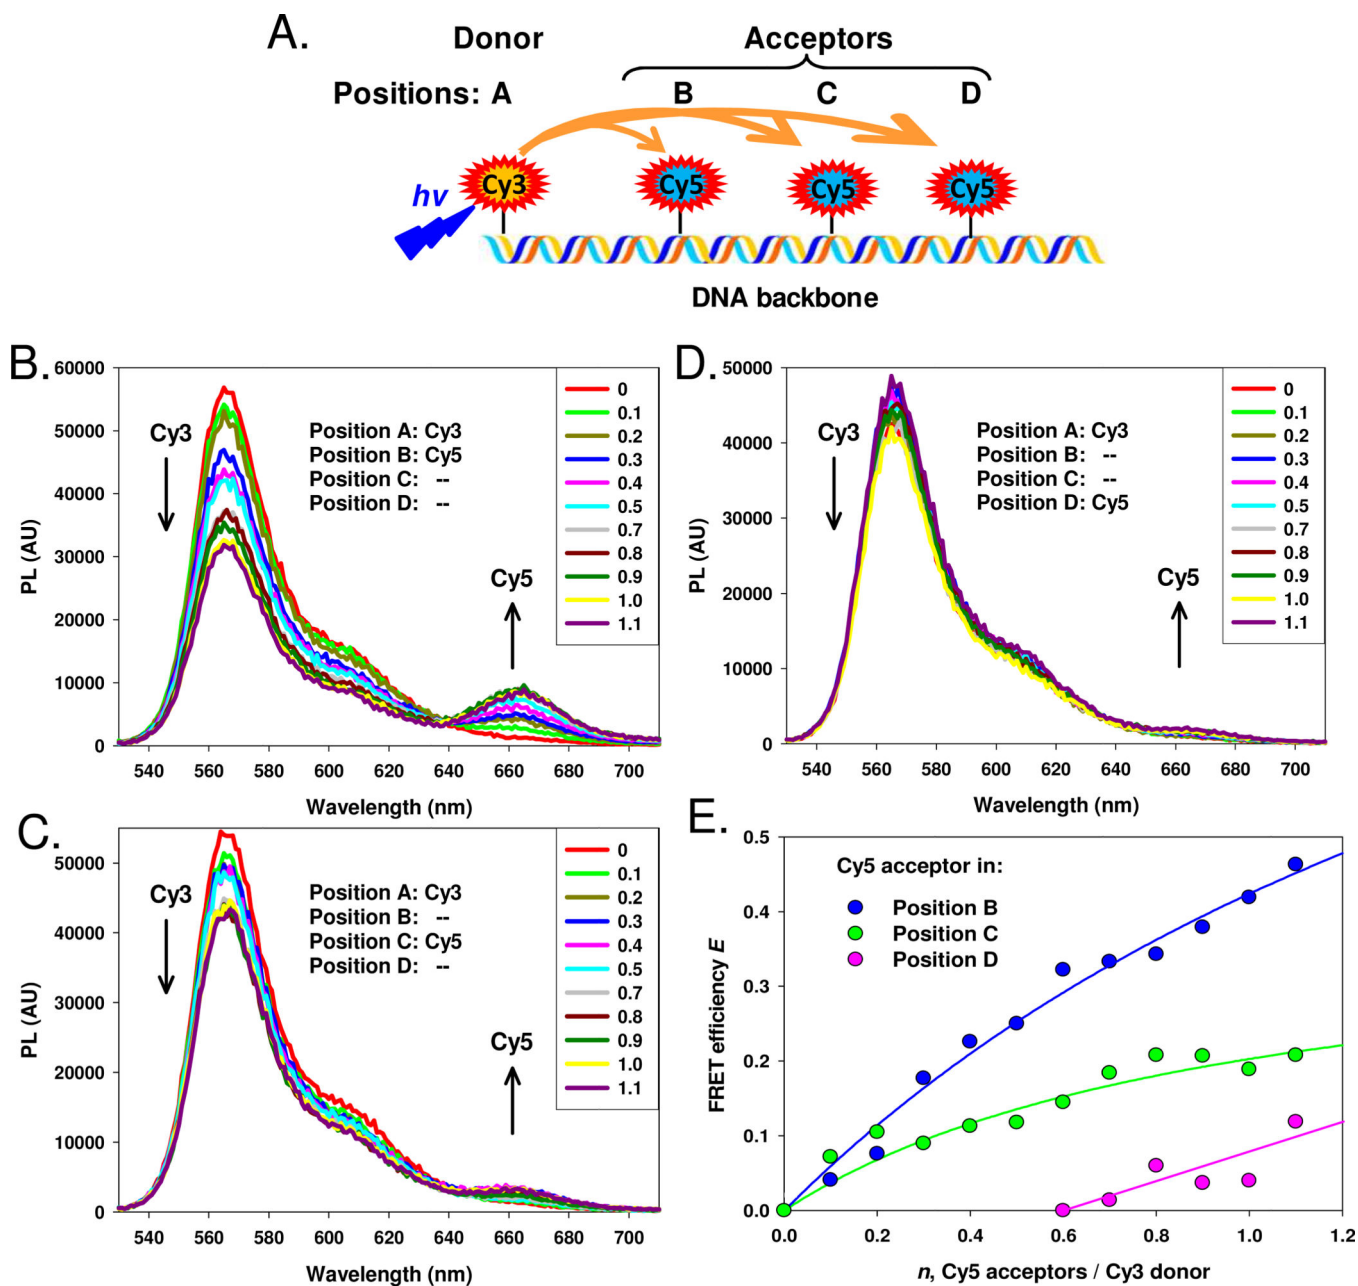 A.
Donor
Acceptors
Positions: A
B
C
D
Cy3
Cy5
Cy5
Cy5
hν
DNA backbone
B.
60000
50000
40000
30000
20000
10000
0
PL (AU)
Cy3
Position A: Cy3
Position B: Cy5
Position C: --
Position D: --
Cy5
0
0.1
0.2
0.3
0.4
0.5
0.7
0.8
0.9
1.0
1.1
540 560 580 600 620 640 660 680 700
Wavelength (nm)
D.
50000
40000
30000
20000
10000
0
PL (AU)
Cy3
Position A: Cy3
Position B: --
Position C: --
Position D: Cy5
Cy5
0
0.1
0.2
0.3
0.4
0.5
0.7
0.8
0.9
1.0
1.1
540 560 580 600 620 640 660 680 700
Wavelength (nm)
C.
50000
40000
30000
20000
10000
0
PL (AU)
Cy3
Position A: Cy3
Position B: --
Position C: Cy5
Position D: --
Cy5
0
0.1
0.2
0.3
0.4
0.5
0.7
0.8
0.9
1.0
1.1
540 560 580 600 620 640 660 680 700
Wavelength (nm)
E.
0.5
0.4
0.3
0.2
0.1
0.0
FRET efficiency E
Cy5 acceptor in:
Position B
Position C
Position D
0.0 0.2 0.4 0.6 0.8 1.0 1.2
n, Cy5 acceptors / Cy3 donor